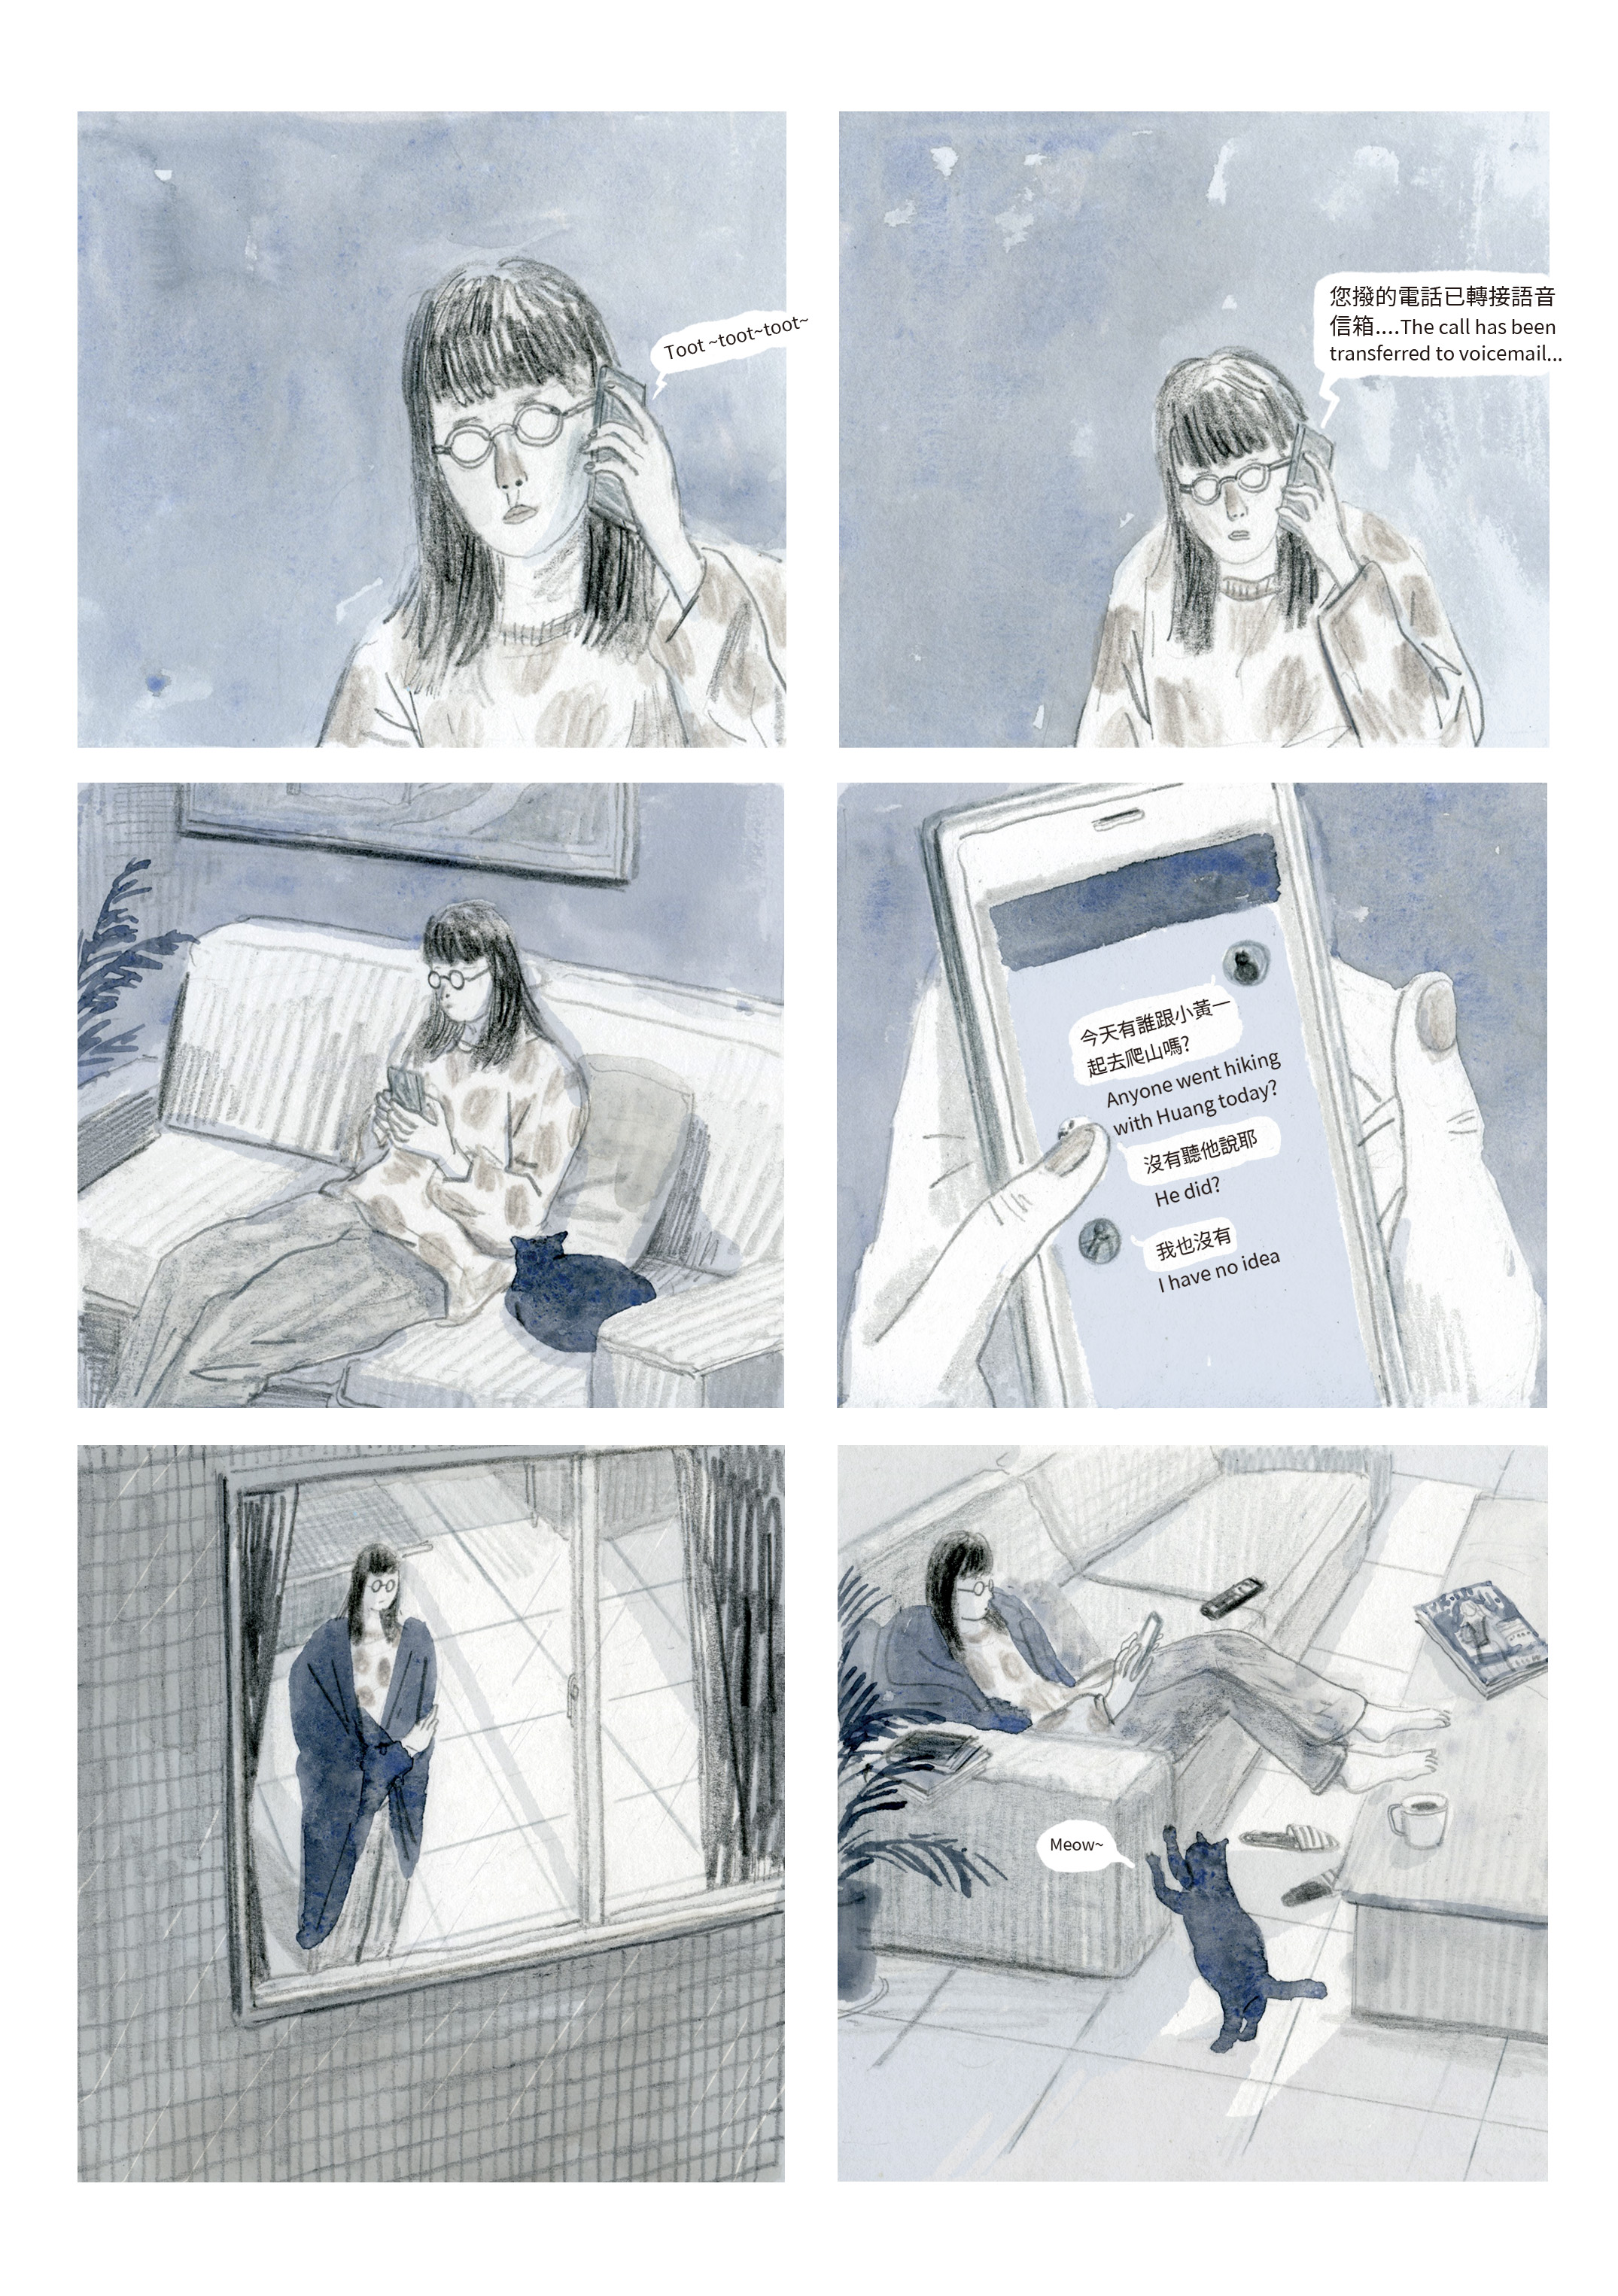 Toot ~toot~toot~
您撥的電話已轉接語音
信箱....The call has been
transferred to voicemail...
今天有誰跟小黃一
起去爬山嗎?
Anyone went hiking
with Huang today?
沒有聽他說耶
He did?
我也沒有
I have no idea
Meow~